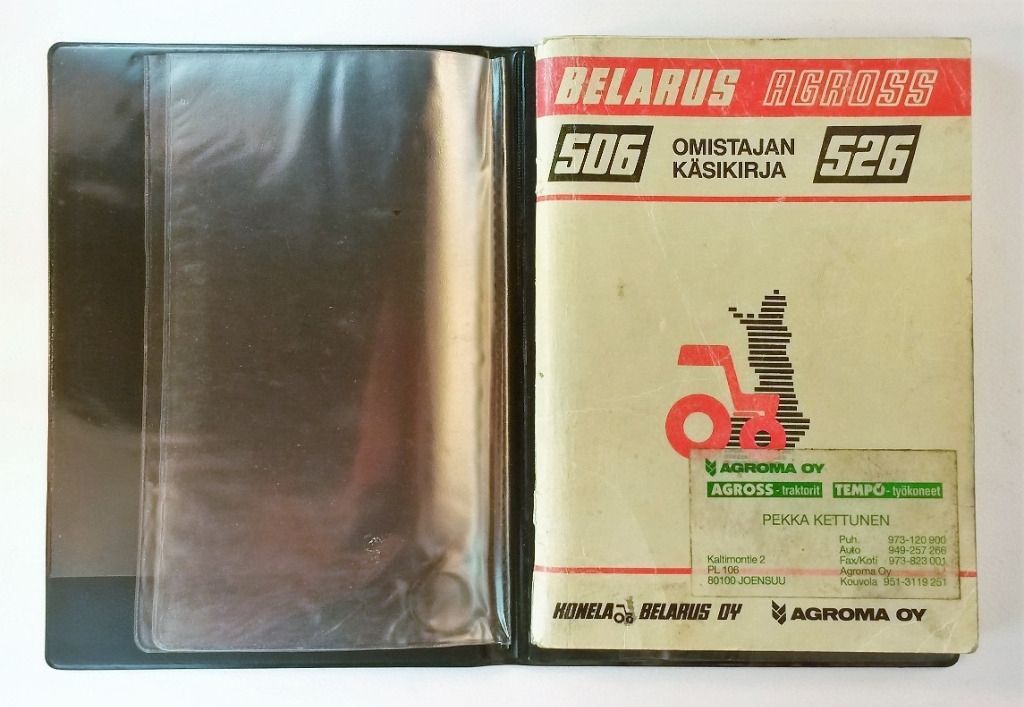 BELARUS AGROSS
506 OMISTAJAN KÄSIKIRJA 526
AGROMA OY
AGROSS - traktorit TEMPO - työkoneet
PEKKA KETTUNEN
Puh. 973-120 900
Auto 949-257 266
Kaltimontie 2 Fax/Koti 973-823 001
PL 106 Agroma Oy
80100 JOENSUU Kouvola 951-3119 251
KONELA BELARUS OY AGROMA OY